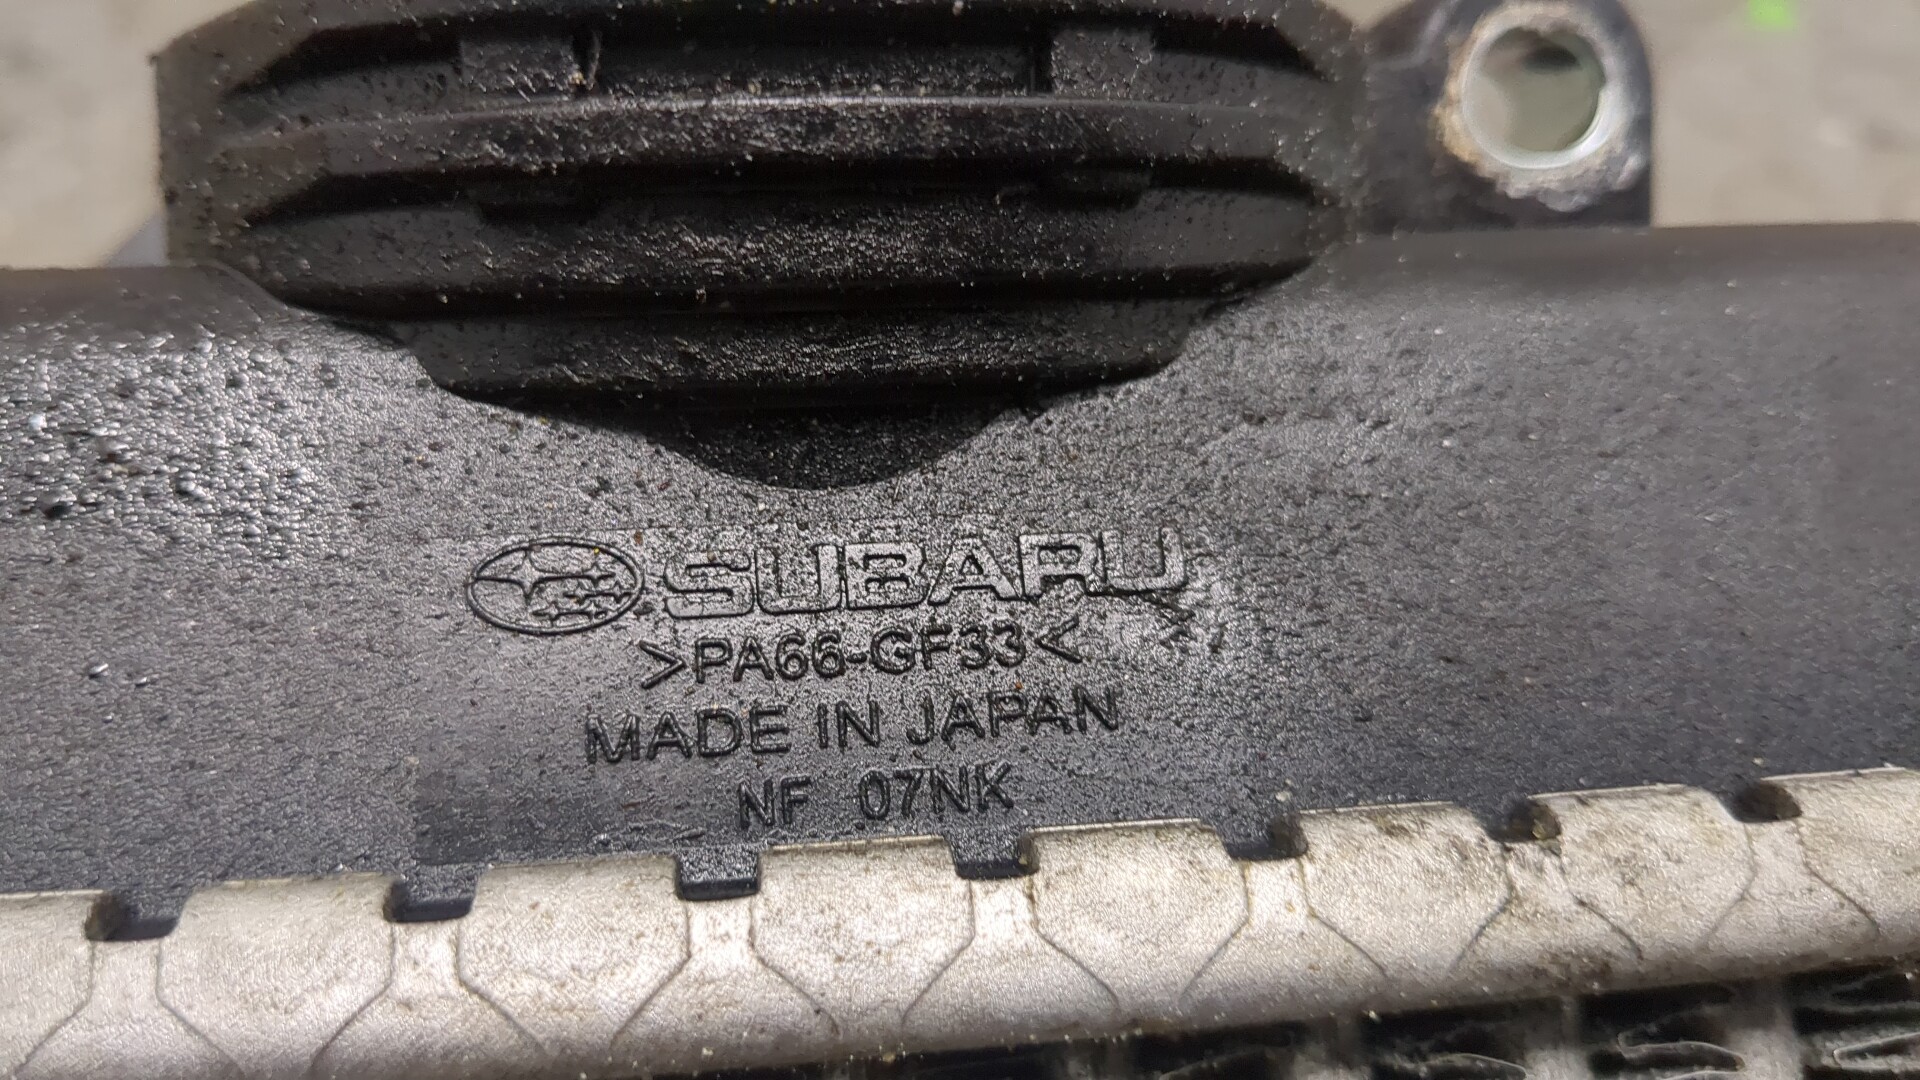 SUBARU
>PA66-GF33<
MADE IN JAPAN
NF 07NK